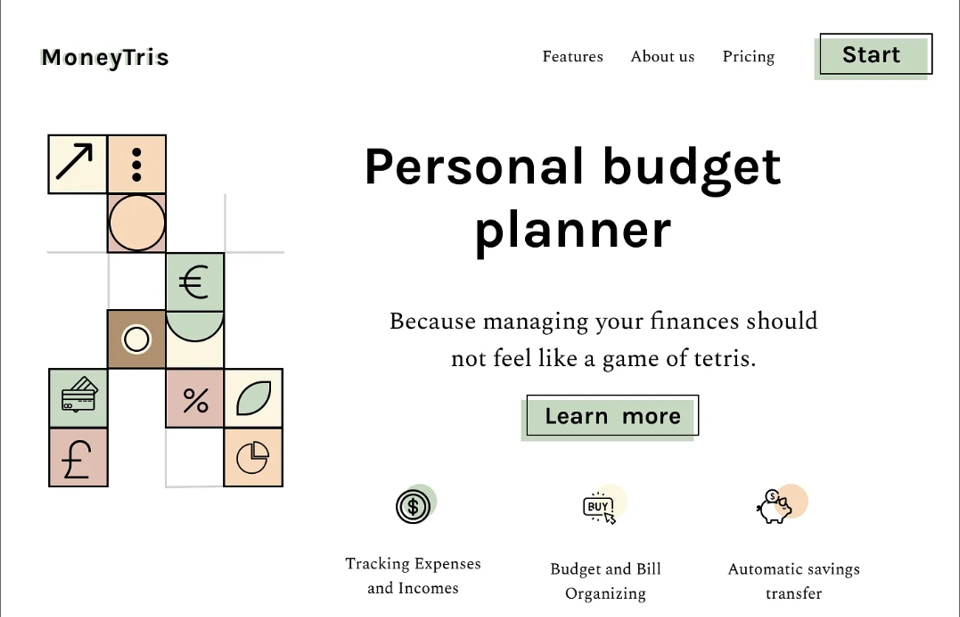 MoneyTris
Features About us Pricing Start
Personal budget
planner
€
Because managing your finances should
not feel like a game of tetris.
%
Learn more
£
$
BUY
$
Tracking Expenses
and Incomes
Budget and Bill
Organizing
Automatic savings
transfer